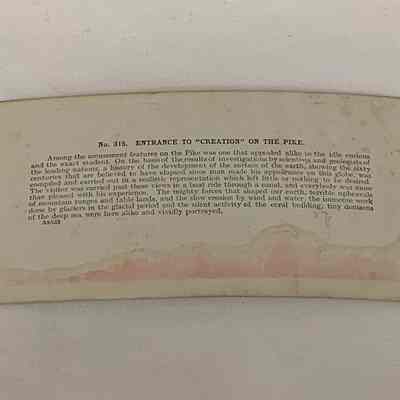 No. 315. ENTRANCE TO "CREATION" ON THE PIKE.
Among the amusement features on the Pike was one that appealed alike to the idle curious
and the exact student. On the basis of the results of investigations by scientists and geologists of
the leading nations, a history of the development of the surface of the earth, showing the sixty
centuries that are believed to have elapsed since man made his appearance on this globe, was
compiled and carried out in a realistic representation which left little or nothing to be desired.
The visitor was carried past these views in a boat ride through a canal, and everybody was more
than pleased with his experience. The mighty forces that shaped our earth, terrible upheavals
of mountain ranges and table lands, and the slow erosion by wind and water, the immense work
done by glaciers in the glacial period and the silent activity of the coral building, tiny denizens
of the deep sea were here alike and vividly portrayed.